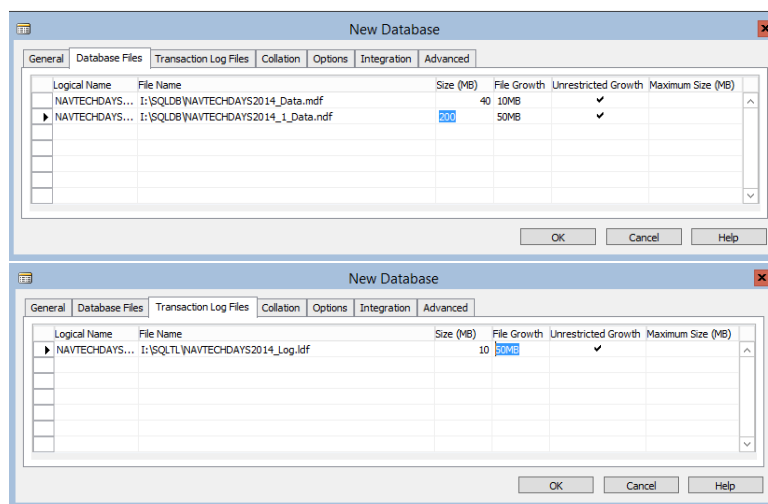 New Database
General Database Files Transaction Log Files Collation Options Integration Advanced
Logical Name File Name Size (MB) File Growth Unrestricted Growth Maximum Size (MB)
NAVTECHDAYS... I:\SQLDB\NAVTECHDAYS2014_Data.mdf 40 10MB
NAVTECHDAYS... I:\SQLDB\NAVTECHDAYS2014_1_Data.ndf 200 50MB
OK Cancel Help
New Database
General Database Files Transaction Log Files Collation Options Integration Advanced
Logical Name File Name Size (MB) File Growth Unrestricted Growth Maximum Size (MB)
NAVTECHDAYS... I:\SQLTL\NAVTECHDAYS2014_Log.ldf 10 50MB
OK Cancel Help